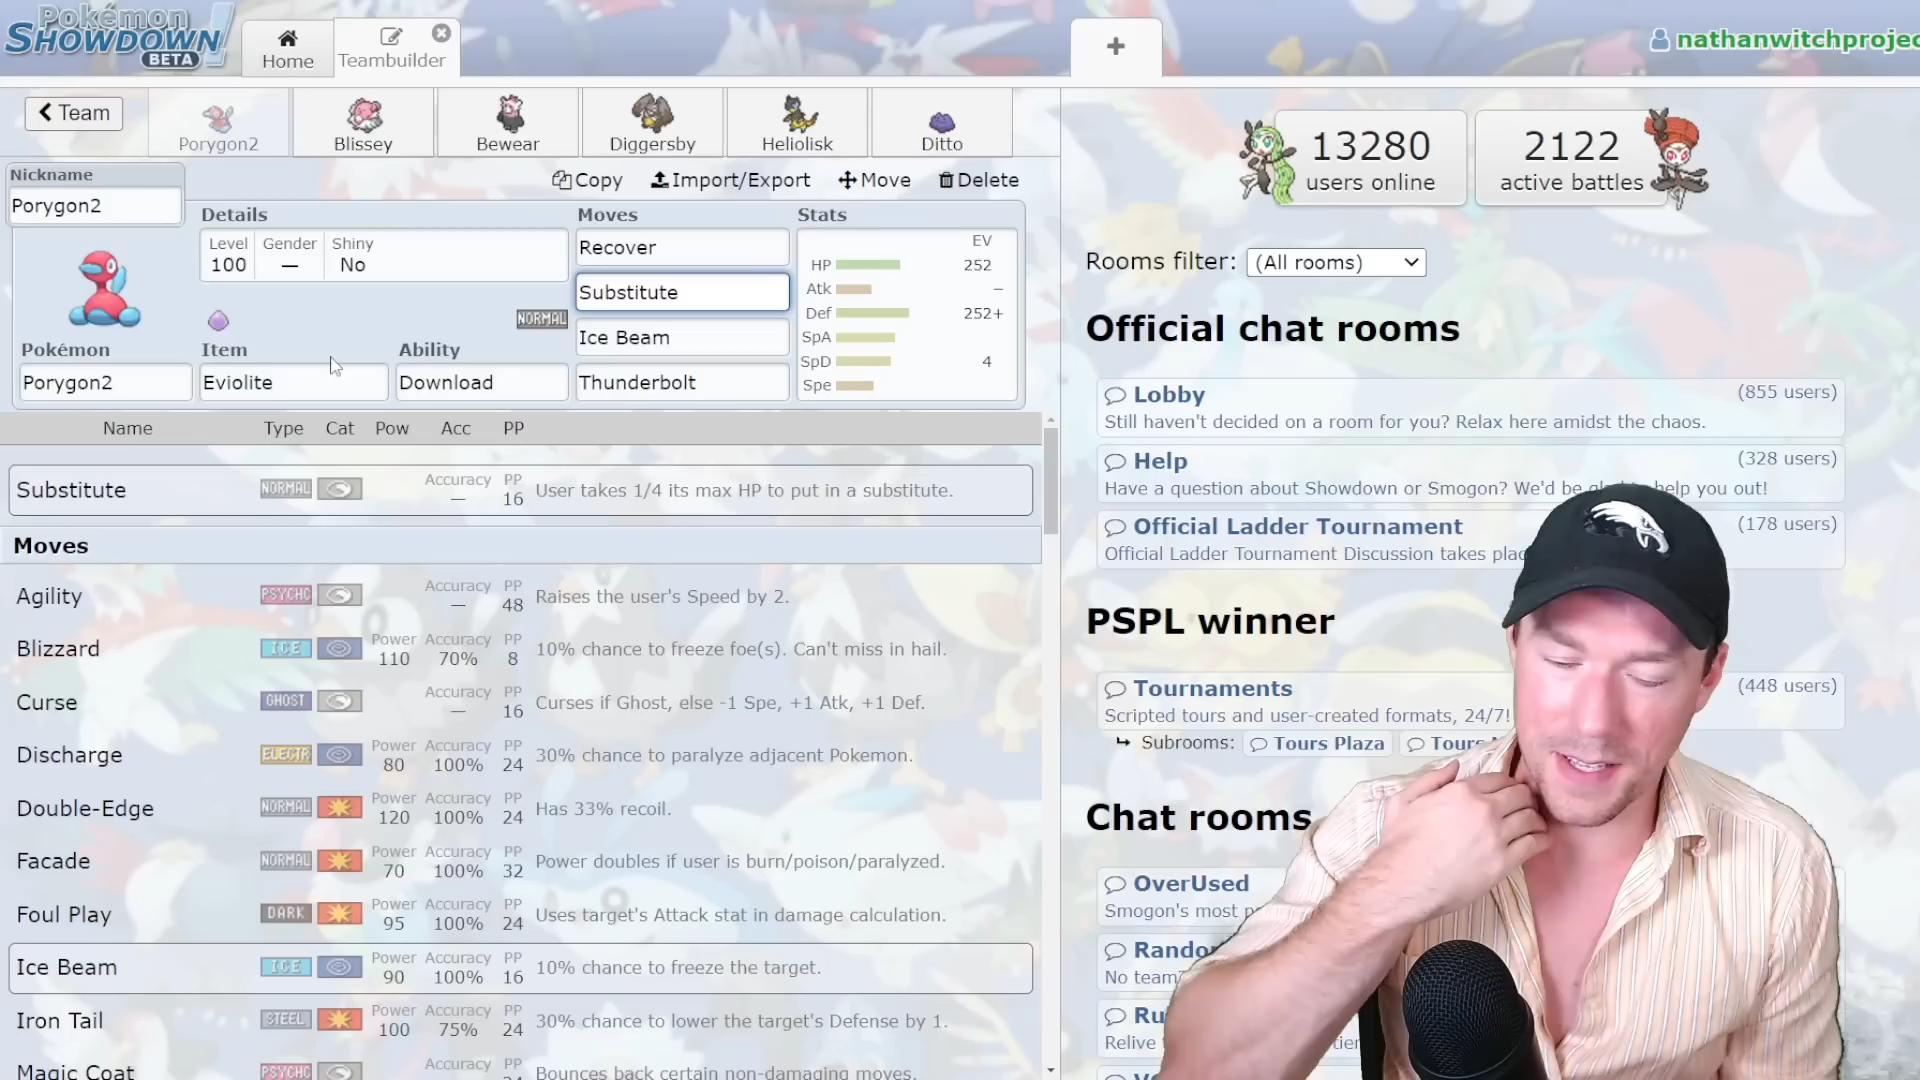 Pokémon
SHOWDOWN!
BETA
Home
Teambuilder
+
nathanwitchprojec
Team
Porygon2
Blissey
Bewear
Diggersby
Heliolisk
Ditto
Copy
Import/Export
Move
Delete
Nickname
Porygon2
Details
Level
100
Gender
—
Shiny
No
NORMAL
Pokémon
Porygon2
Item
Eviolite
Ability
Download
Moves
Recover
Substitute
Ice Beam
Thunderbolt
Stats
EV
HP 252
Atk –
Def 252+
SpA
SpD 4
Spe
Name Type Cat Pow Acc PP
Substitute NORMAL Accuracy — PP 16 User takes 1/4 its max HP to put in a substitute.
Moves
Agility PSYCHC Accuracy — PP 48 Raises the user's Speed by 2.
Blizzard ICE Power 110 Accuracy 70% PP 8 10% chance to freeze foe(s). Can't miss in hail.
Curse GHOST Accuracy — PP 16 Curses if Ghost, else -1 Spe, +1 Atk, +1 Def.
Discharge ELECTR Power 80 Accuracy 100% PP 24 30% chance to paralyze adjacent Pokemon.
Double-Edge NORMAL Power 120 Accuracy 100% PP 24 Has 33% recoil.
Facade NORMAL Power 70 Accuracy 100% PP 32 Power doubles if user is burn/poison/paralyzed.
Foul Play DARK Power 95 Accuracy 100% PP 24 Uses target's Attack stat in damage calculation.
Ice Beam ICE Power 90 Accuracy 100% PP 16 10% chance to freeze the target.
Iron Tail STEEL Power 100 Accuracy 75% PP 24 30% chance to lower the target's Defense by 1.
Magic Coat PSYCHC Accuracy PP Bounces back certain non-damaging moves.
13280
users online
2122
active battles
Rooms filter: (All rooms)
Official chat rooms
Lobby (855 users)
Still haven't decided on a room for you? Relax here amidst the chaos.
Help (328 users)
Have a question about Showdown or Smogon? We'd be glad to help you out!
Official Ladder Tournament (178 users)
Official Ladder Tournament Discussion takes plac
PSPL winner
Tournaments (448 users)
Scripted tours and user-created formats, 24/7!
Subrooms: Tours Plaza Tours
Chat rooms
OverUsed
Smogon's most p
Rando
No team?
Ru
Relive tier